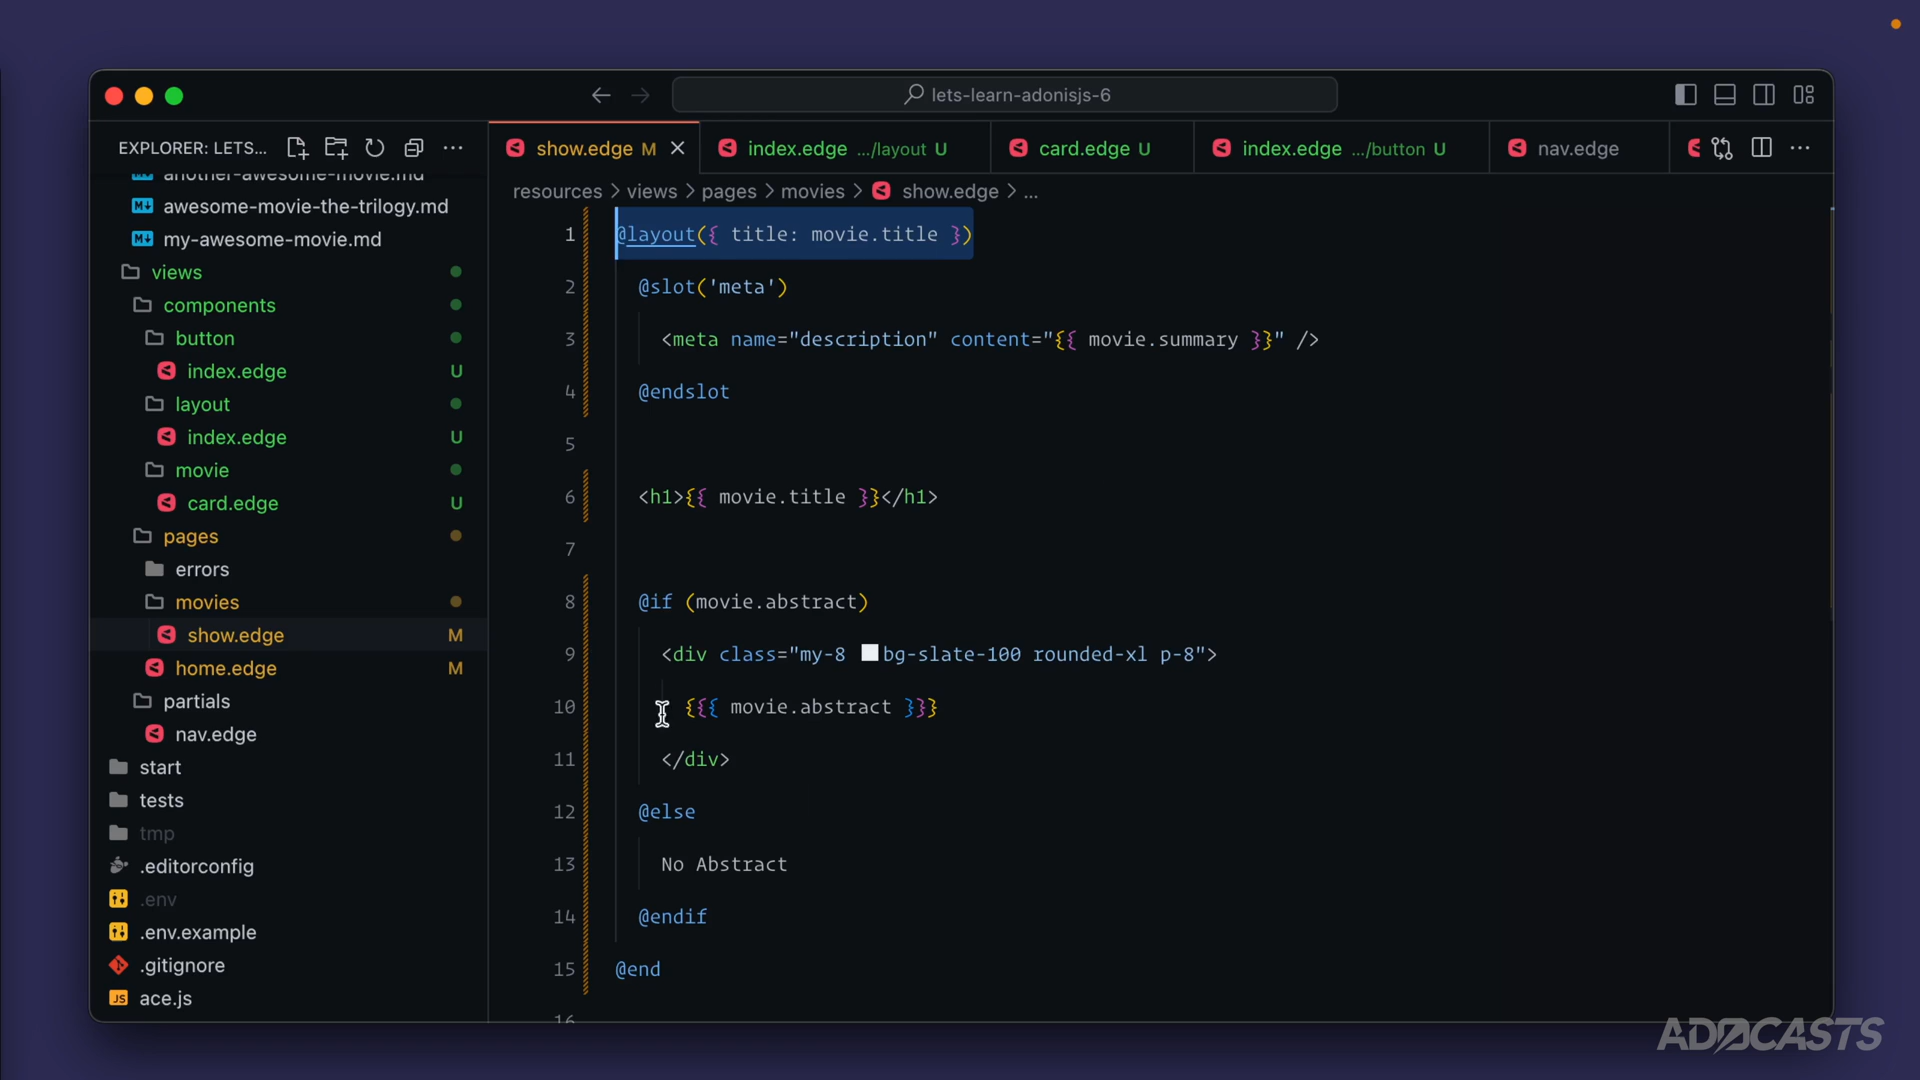 lets-learn-adonisjs-6
EXPLORER: LETS...
another-awesome-movie.md
awesome-movie-the-trilogy.md
my-awesome-movie.md
views
components
button
index.edge U
layout
index.edge U
movie
card.edge U
pages
errors
movies
show.edge M
home.edge M
partials
nav.edge
start
tests
tmp
.editorconfig
.env
.env.example
.gitignore
JS ace.js
show.edge M
index.edge .../layout U
card.edge U
index.edge .../button U
nav.edge
resources > views > pages > movies > show.edge > ...
1 @layout({ title: movie.title })
2 @slot('meta')
3 <meta name="description" content="{{ movie.summary }}" />
4 @endslot
5
6 <h1>{{ movie.title }}</h1>
7
8 @if (movie.abstract)
9 <div class="my-8 bg-slate-100 rounded-xl p-8">
10 {{{ movie.abstract }}}
11 </div>
12 @else
13 No Abstract
14 @endif
15 @end
16
ADOCASTS